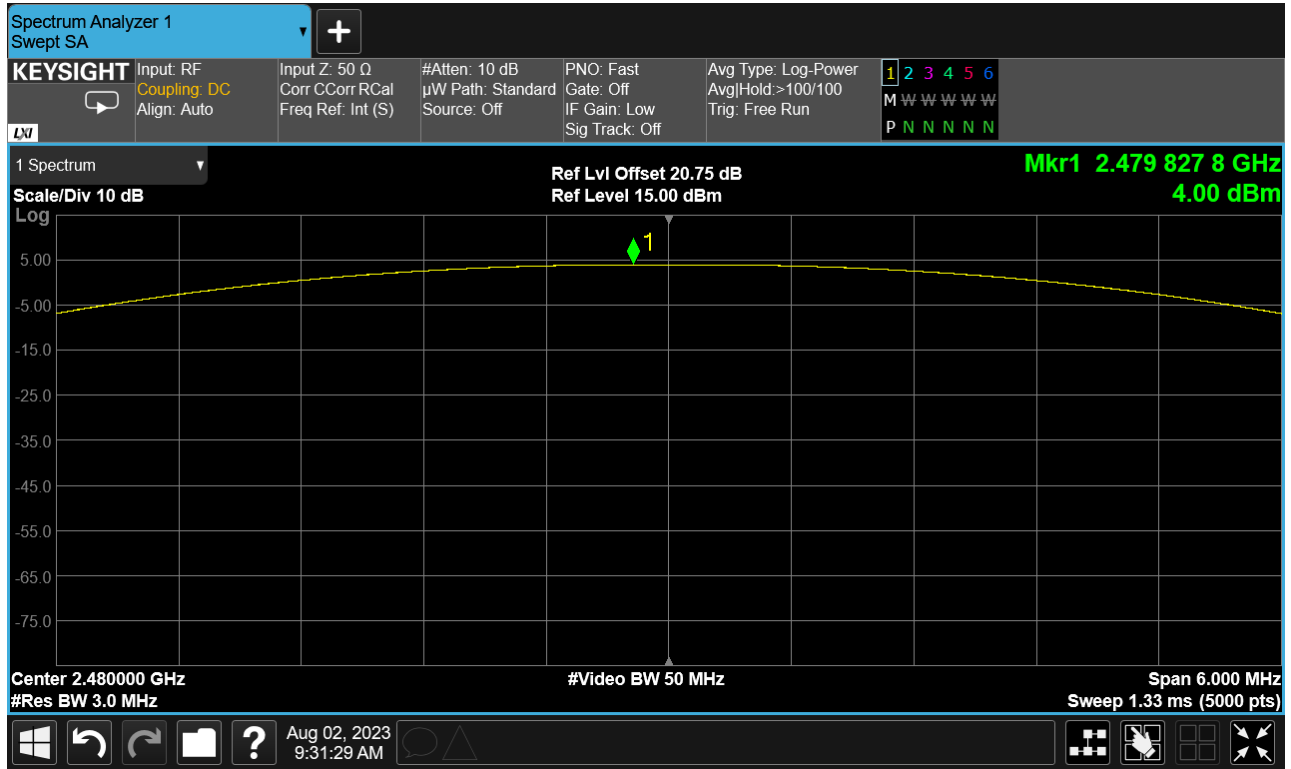 Spectrum Analyzer 1
Swept SA
+
KEYSIGHT
LXI
Input: RF
Coupling: DC
Align: Auto
Input Z: 50 Ω
Corr CCorr RCal
Freq Ref: Int (S)
#Atten: 10 dB
µW Path: Standard
Source: Off
PNO: Fast
Gate: Off
IF Gain: Low
Sig Track: Off
Avg Type: Log-Power
Avg|Hold:>100/100
Trig: Free Run
1 2 3 4 5 6
M W W W W W
P N N N N N
1 Spectrum
Scale/Div 10 dB
Log
Ref Lvl Offset 20.75 dB
Ref Level 15.00 dBm
Mkr1 2.479 827 8 GHz
4.00 dBm
1
5.00
-5.00
-15.0
-25.0
-35.0
-45.0
-55.0
-65.0
-75.0
Center 2.480000 GHz
#Res BW 3.0 MHz
#Video BW 50 MHz
Span 6.000 MHz
Sweep 1.33 ms (5000 pts)
?
Aug 02, 2023
9:31:29 AM